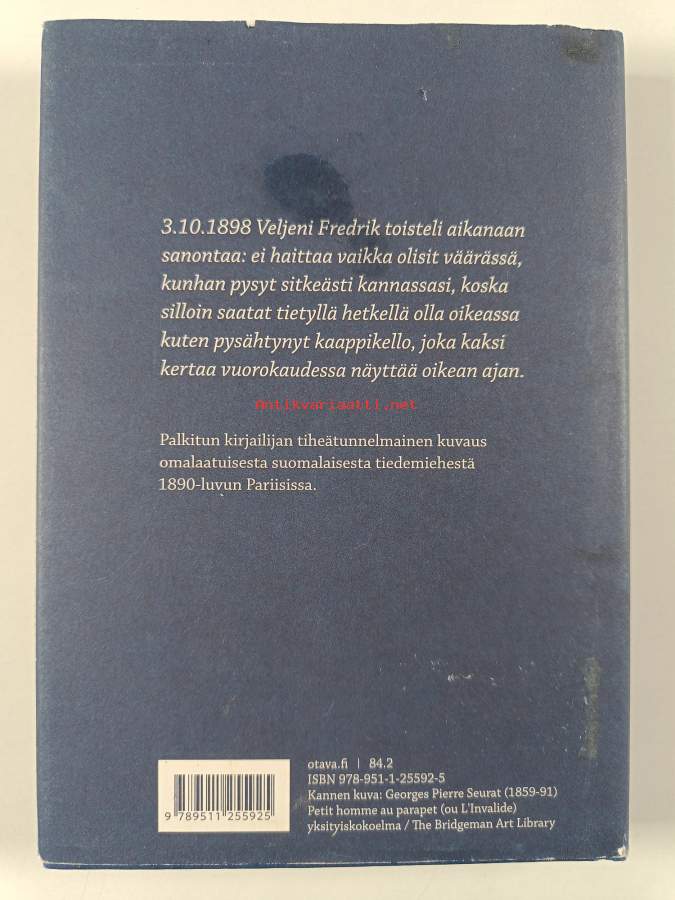 3.10.1898 Veljeni Fredrik toisteli aikanaan
sanontaa: ei haittaa vaikka olisit väärässä,
kunhan pysyt sitkeästi kannassasi, koska
silloin saatat tietyllä hetkellä olla oikeassa
kuten pysähtynyt kaappikello, joka kaksi
kertaa vuorokaudessa näyttää oikean ajan.
antikvariaatti.net
Palkitun kirjailijan tiheätunnelmainen kuvaus
omalaatuisesta suomalaisesta tiedemiehestä
1890-luvun Pariisissa.
otava.fi | 84.2
ISBN 978-951-1-25592-5
Kannen kuva: Georges Pierre Seurat (1859-91)
Petit homme au parapet (ou L'Invalide)
yksityiskokoelma / The Bridgeman Art Library
9 789511 255925